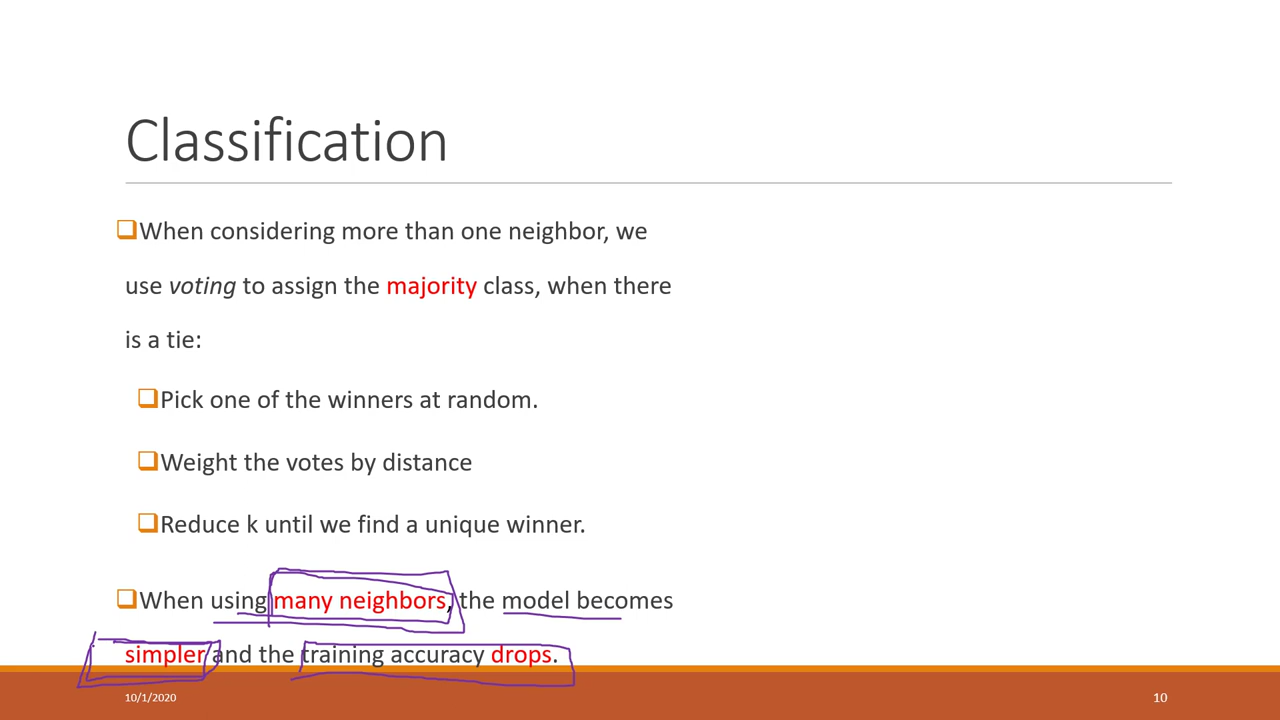 Classification
When considering more than one neighbor, we
use voting to assign the majority class, when there
is a tie:
Pick one of the winners at random.
Weight the votes by distance
Reduce k until we find a unique winner.
When using many neighbors, the model becomes
simpler and the training accuracy drops.
10/1/2020
10